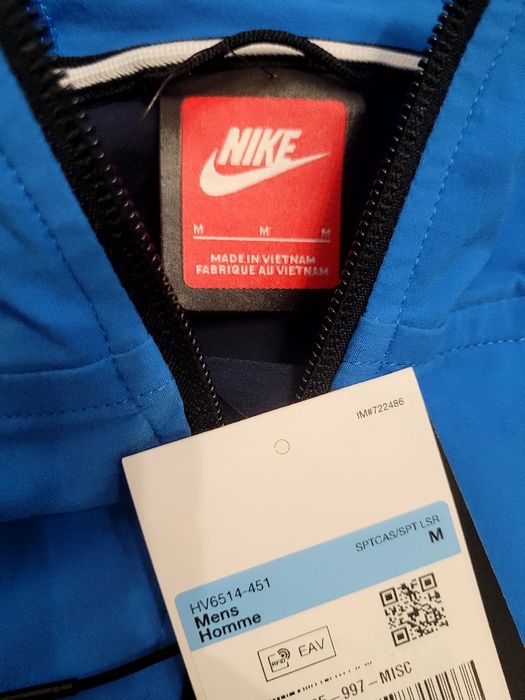 NIKE
M M M
MADE IN VIETNAM
FABRIQUE AU VIETNAM
IM#722486
SPTCAS/SPT LSR
M
HV6514-451
Mens
Homme
RFID
EAV
-997-MISC